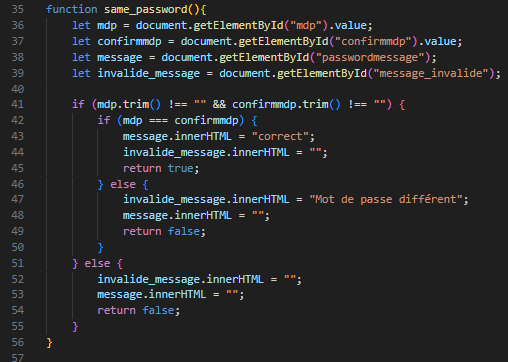 35 function same_password(){
36 let mdp = document.getElementById("mdp").value;
37 let confirmmdp = document.getElementById("confirmmdp").value;
38 let message = document.getElementById("passwordmessage");
39 let invalide_message = document.getElementById("message_invalide");
40
41 if (mdp.trim() !== "" && confirmmdp.trim() !== "") {
42 if (mdp === confirmmdp) {
43 message.innerHTML = "correct";
44 invalide_message.innerHTML = "";
45 return true;
46 } else {
47 invalide_message.innerHTML = "Mot de passe différent";
48 message.innerHTML = "";
49 return false;
50 }
51 } else {
52 invalide_message.innerHTML = "";
53 message.innerHTML = "";
54 return false;
55 }
56 }
57